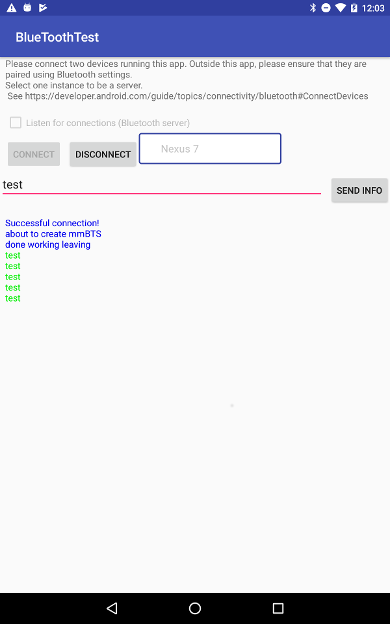 12:03
BlueToothTest
Please connect two devices running this app. Outside this app, please ensure that they are
paired using Bluetooth settings.
Select one instance to be a server.
See https://developer.android.com/guide/topics/connectivity/bluetooth#ConnectDevices
Listen for connections (Bluetooth server)
CONNECT DISCONNECT Nexus 7
test SEND INFO
Successful connection!
about to create mmBTS
done working leaving
test
test
test
test
test